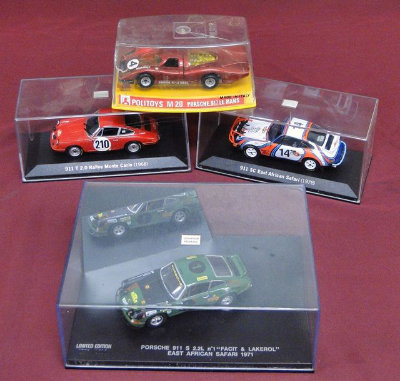 4
POLITOYS M-20 PORSCHE
LE MANS
210
911 T 2.0 Rallye Monte Carlo (1968)
14
911 SC East African Safari (1978)
LIMITED EDITION
PORSCHE 911 S 2.2L n°1 "FACIT & LAKEROL"
EAST AFRICAN SAFARI 1971